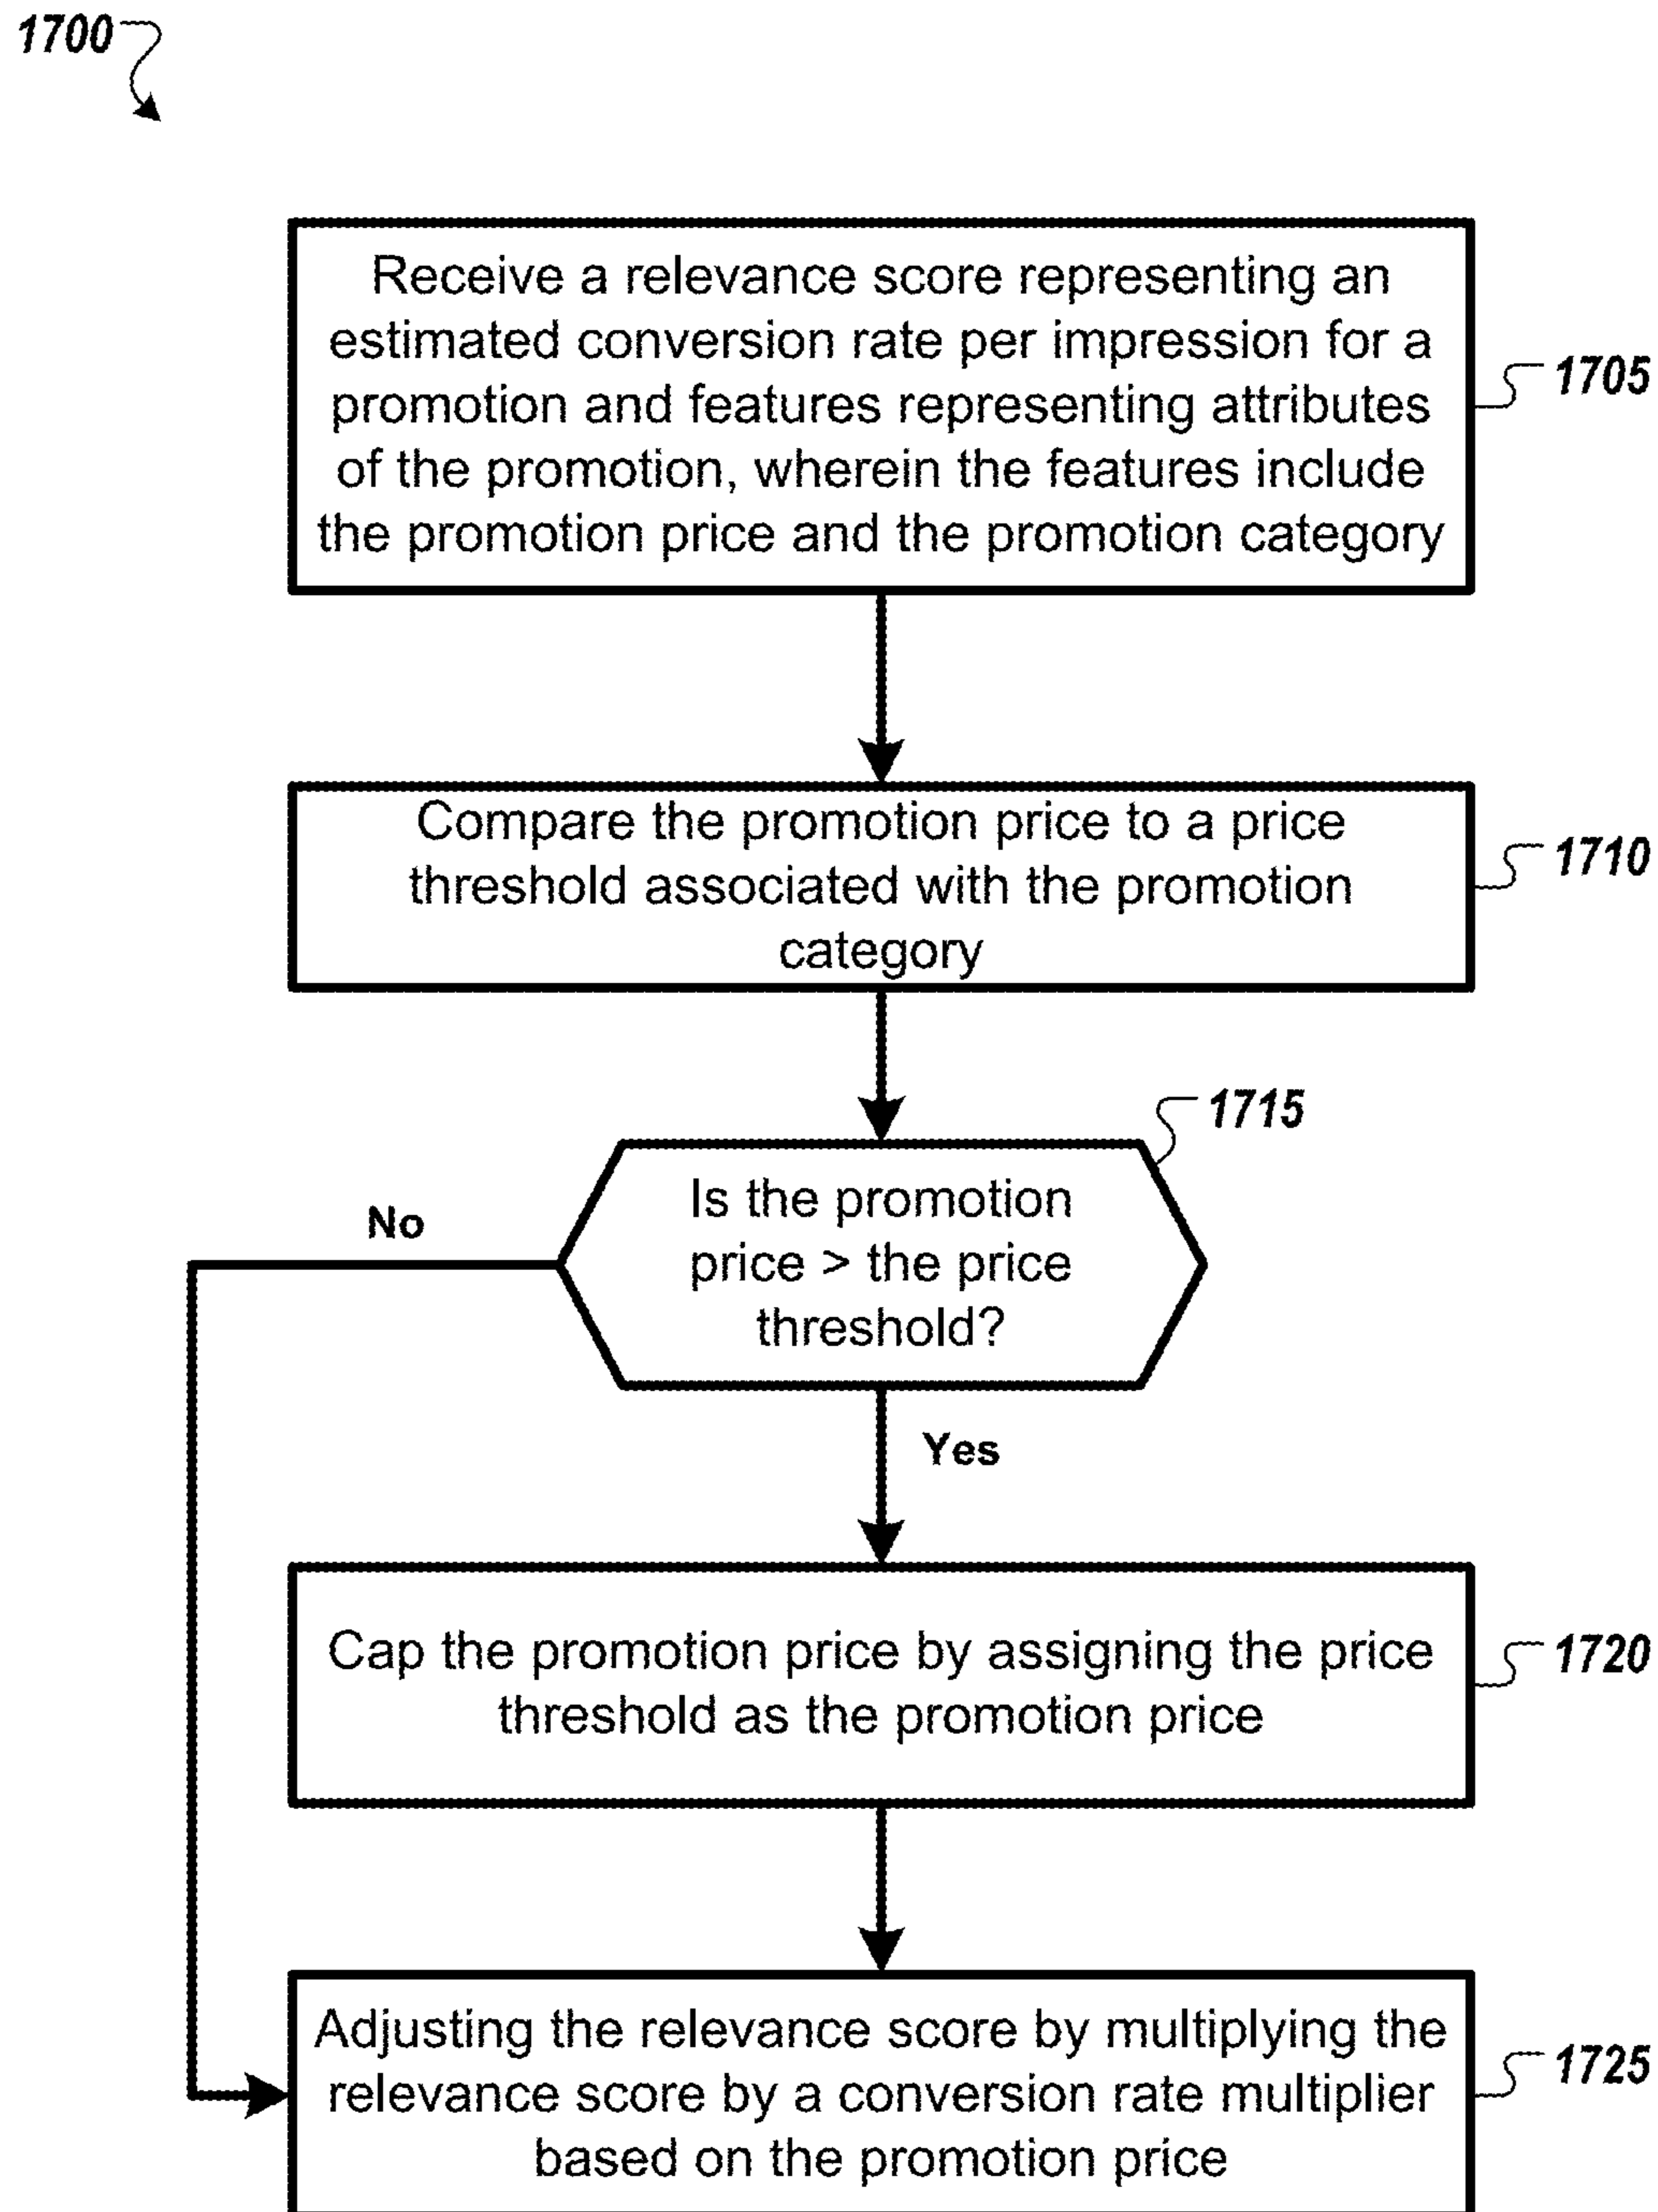 1700
Receive a relevance score representing an
estimated conversion rate per impression for a
promotion and features representing attributes
of the promotion, wherein the features include
the promotion price and the promotion category
1705
Compare the promotion price to a price
threshold associated with the promotion
category
1710
1715
Is the promotion
price > the price
threshold?
No
Yes
Cap the promotion price by assigning the price
threshold as the promotion price
1720
Adjusting the relevance score by multiplying the
relevance score by a conversion rate multiplier
based on the promotion price
1725